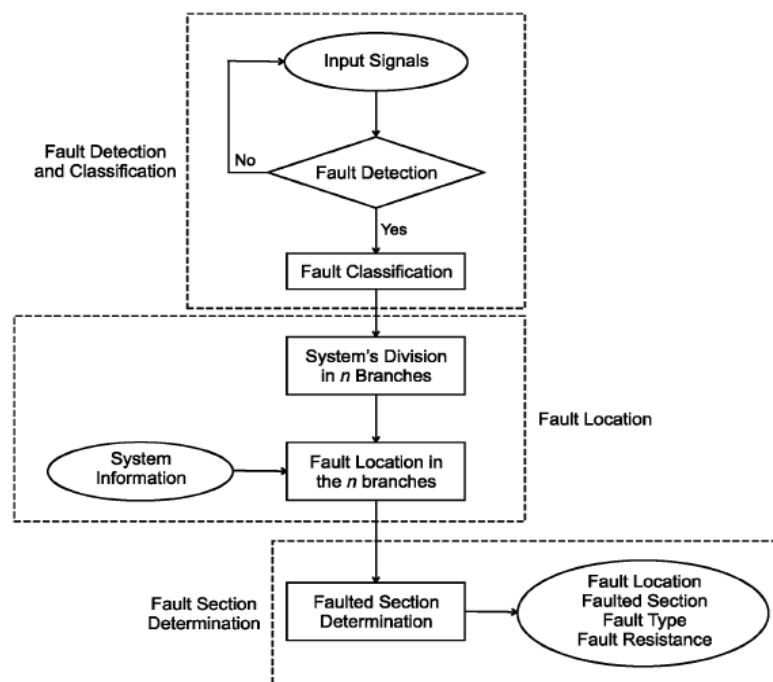 Input Signals
Fault Detection
and Classification
No
Fault Detection
Yes
Fault Classification
System's Division
in n Branches
Fault Location
System
Information
Fault Location in
the n branches
Fault Section
Determination
Faulted Section
Determination
Fault Location
Faulted Section
Fault Type
Fault Resistance